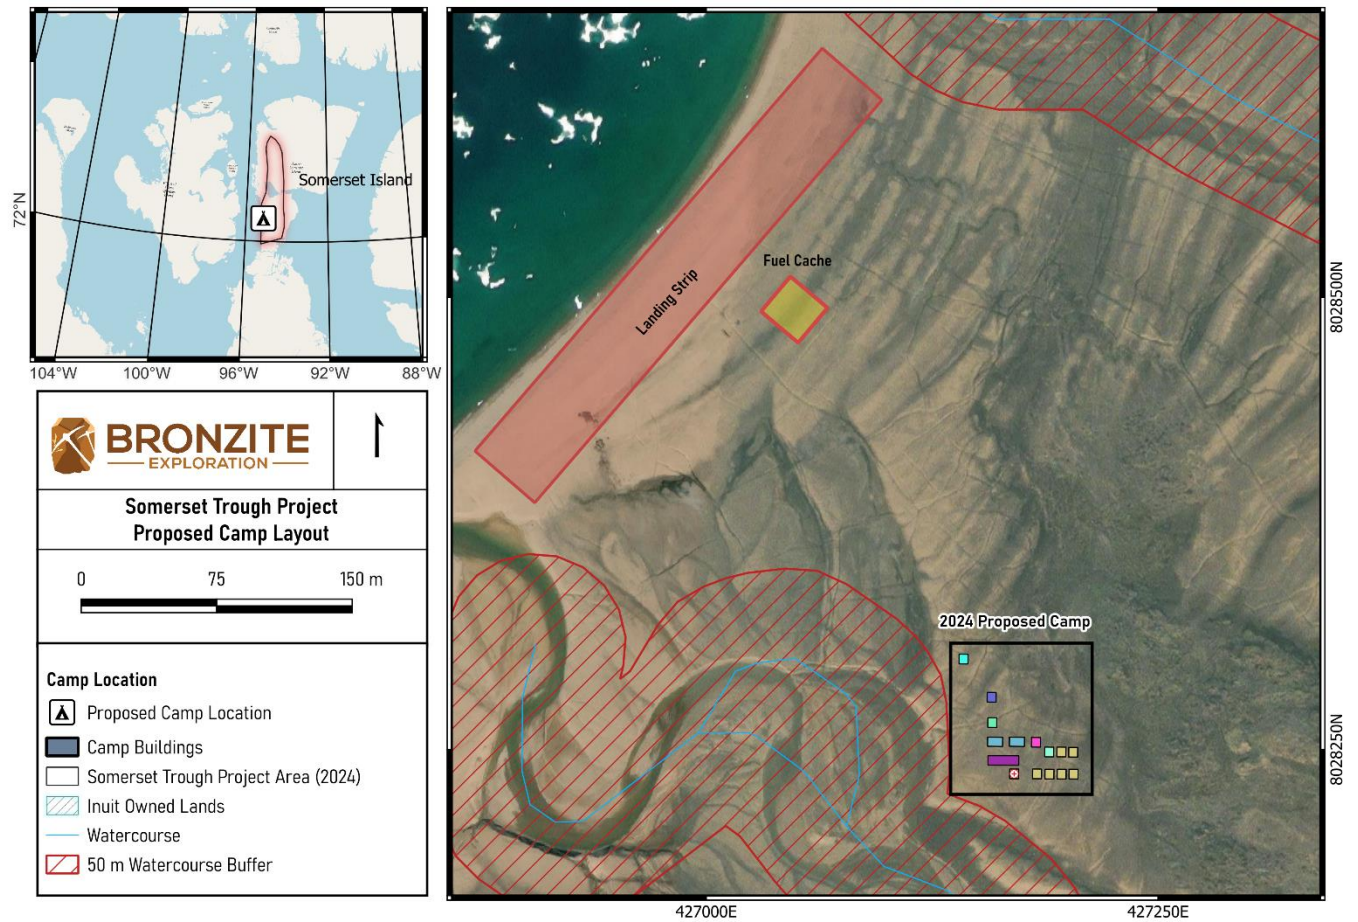 Somerset Island
72°N
104°W
100°W
96°W
92°W
88°W
BRONZITE
EXPLORATION
Somerset Trough Project
Proposed Camp Layout
0
75
150 m
Camp Location
Proposed Camp Location
Camp Buildings
Somerset Trough Project Area (2024)
Inuit Owned Lands
Watercourse
50 m Watercourse Buffer
Landing Strip
Fuel Cache
2024 Proposed Camp
8028500N
8028250N
427000E
427250E